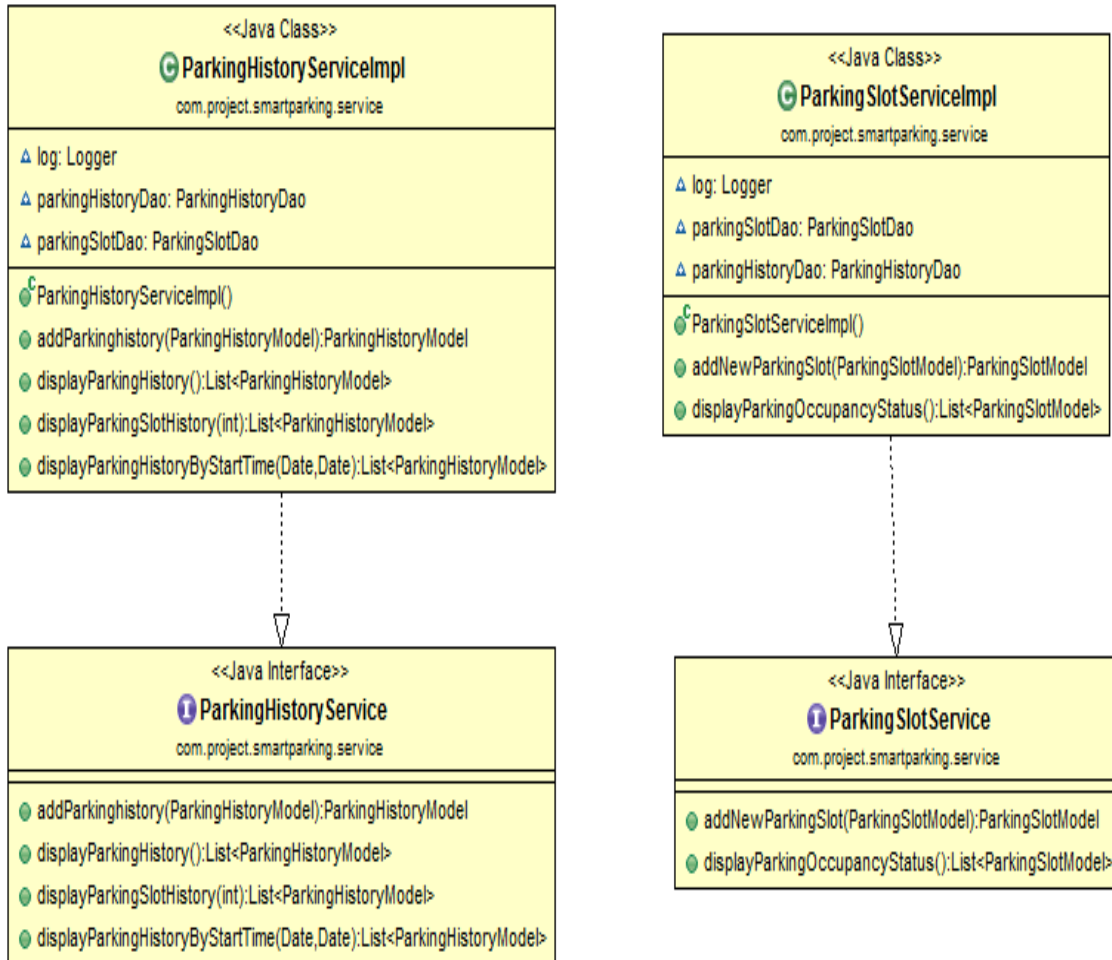 <<Java Class>>
ParkingHistoryServiceImpl
com.project.smartparking.service
log: Logger
parkingHistoryDao: ParkingHistoryDao
parkingSlotDao: ParkingSlotDao
ParkingHistoryServiceImpl()
addParkinghistory(ParkingHistoryModel):ParkingHistoryModel
displayParkingHistory():List<ParkingHistoryModel>
displayParkingSlotHistory(int):List<ParkingHistoryModel>
displayParkingHistoryByStartTime(Date,Date):List<ParkingHistoryModel>
<<Java Class>>
ParkingSlotServiceImpl
com.project.smartparking.service
log: Logger
parkingSlotDao: ParkingSlotDao
parkingHistoryDao: ParkingHistoryDao
ParkingSlotServiceImpl()
addNewParkingSlot(ParkingSlotModel):ParkingSlotModel
displayParkingOccupancyStatus():List<ParkingSlotModel>
<<Java Interface>>
ParkingHistoryService
com.project.smartparking.service
addParkinghistory(ParkingHistoryModel):ParkingHistoryModel
displayParkingHistory():List<ParkingHistoryModel>
displayParkingSlotHistory(int):List<ParkingHistoryModel>
displayParkingHistoryByStartTime(Date,Date):List<ParkingHistoryModel>
<<Java Interface>>
ParkingSlotService
com.project.smartparking.service
addNewParkingSlot(ParkingSlotModel):ParkingSlotModel
displayParkingOccupancyStatus():List<ParkingSlotModel>